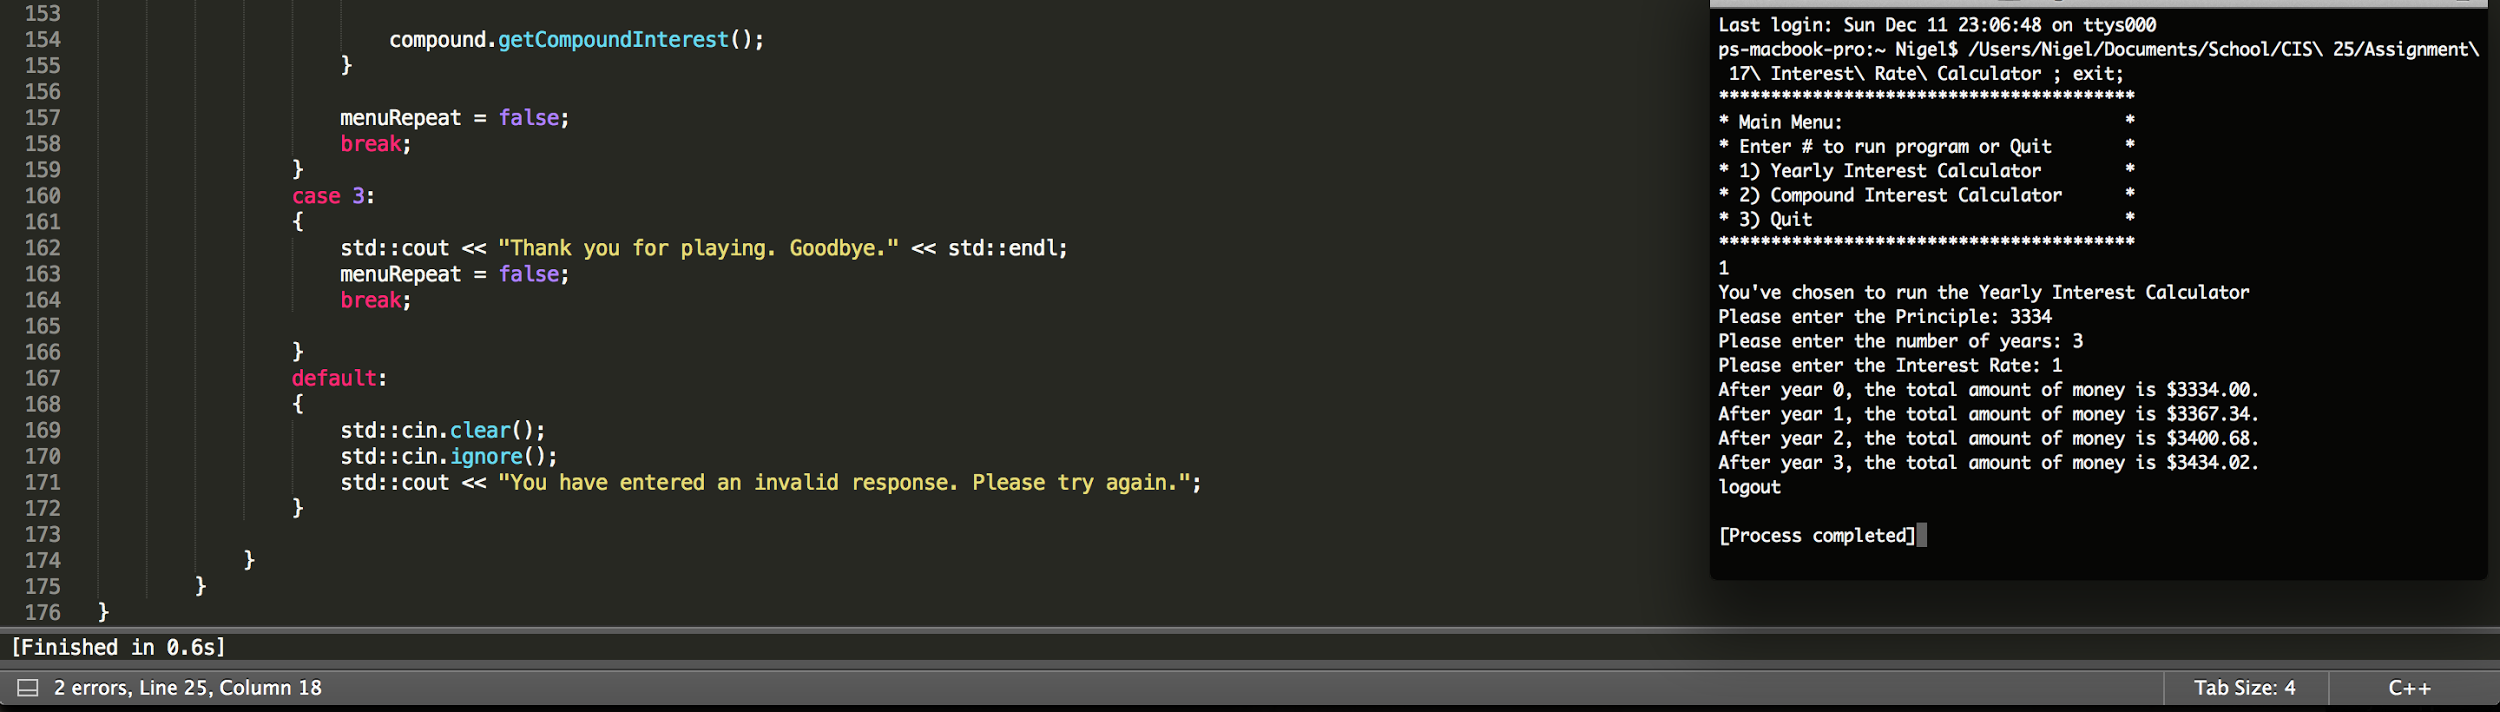 153
154 compound.getCompoundInterest();
155 }
156
157 menuRepeat = false;
158 break;
159 }
160 case 3:
161 {
162 std::cout << "Thank you for playing. Goodbye." << std::endl;
163 menuRepeat = false;
164 break;
165
166 }
167 default:
168 {
169 std::cin.clear();
170 std::cin.ignore();
171 std::cout << "You have entered an invalid response. Please try again.";
172 }
173
174 }
175 }
176 }
[Finished in 0.6s]
2 errors, Line 25, Column 18
Tab Size: 4
C++
Last login: Sun Dec 11 23:06:48 on ttys000
ps-macbook-pro:~ Nigel$ /Users/Nigel/Documents/School/CIS\ 25/Assignment\
17\ Interest\ Rate\ Calculator ; exit;
****************************************
* Main Menu: *
* Enter # to run program or Quit *
* 1) Yearly Interest Calculator *
* 2) Compound Interest Calculator *
* 3) Quit *
****************************************
1
You've chosen to run the Yearly Interest Calculator
Please enter the Principle: 3334
Please enter the number of years: 3
Please enter the Interest Rate: 1
After year 0, the total amount of money is $3334.00.
After year 1, the total amount of money is $3367.34.
After year 2, the total amount of money is $3400.68.
After year 3, the total amount of money is $3434.02.
logout
[Process completed]